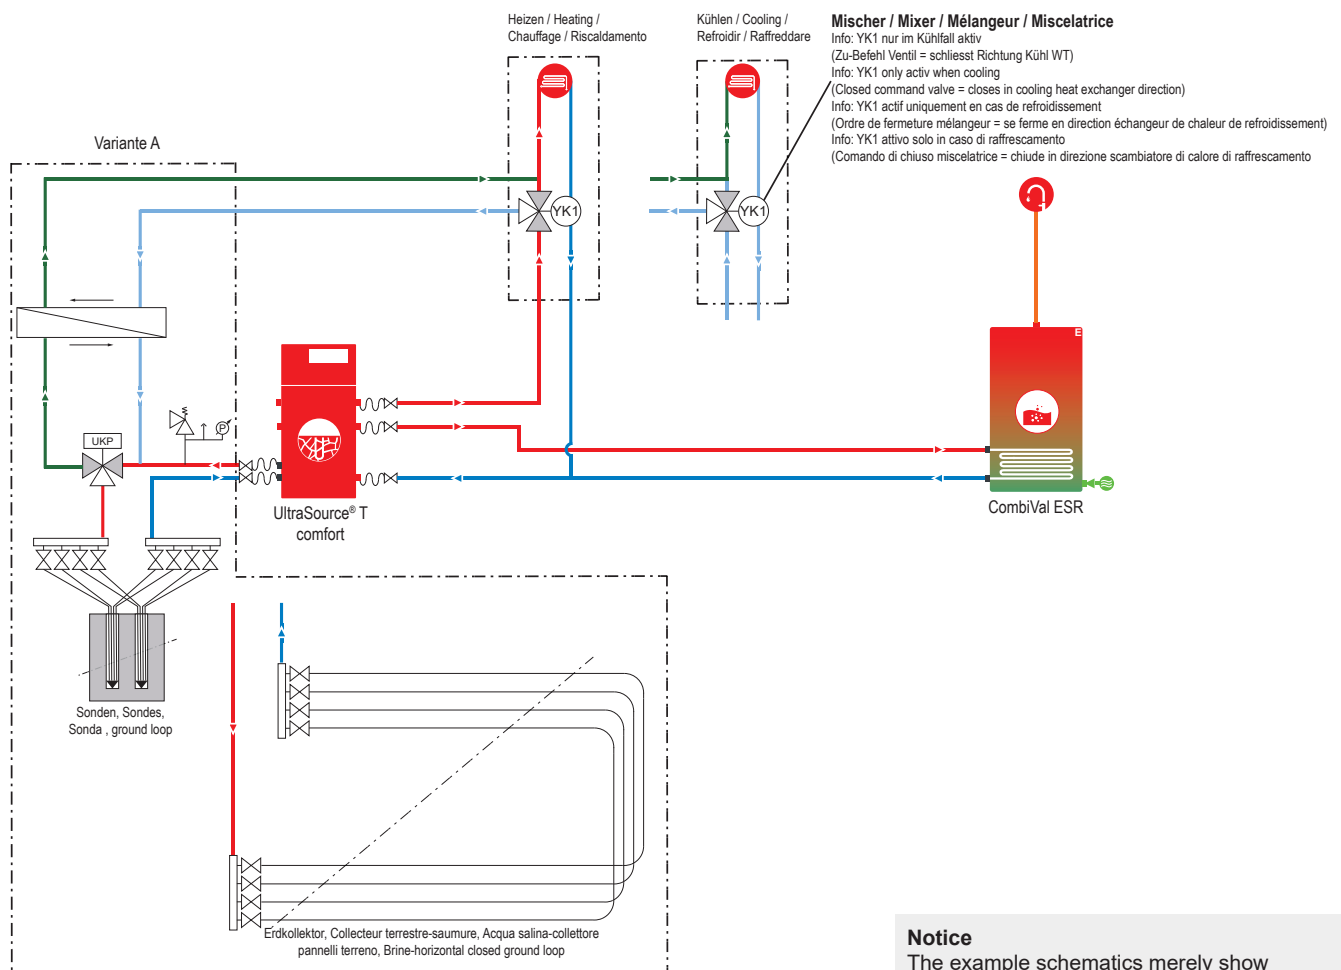 Heizen / Heating /
Chauffage / Riscaldamento
Kühlen / Cooling /
Refroidir / Raffreddare
Mischer / Mixer / Mélangeur / Miscelatrice
Info: YK1 nur im Kühlfall aktiv
(Zu-Befehl Ventil = schliesst Richtung Kühl WT)
Info: YK1 only activ when cooling
(Closed command valve = closes in cooling heat exchanger direction)
Info: YK1 actif uniquement en cas de refroidissement
(Ordre de fermeture mélangeur = se ferme en direction échangeur de chaleur de refroidissement)
Info: YK1 attivo solo in caso di raffrescamento
(Comando di chiuso miscelatrice = chiude in direzione scambiatore di calore di raffrescamento
Variante A
YK1
YK1
1
E
P
UKP
UltraSource® T
comfort
CombiVal ESR
Sonden, Sondes,
Sonda , ground loop
Erdkollektor, Collecteur terrestre-saumure, Acqua salina-collettore
pannelli terreno, Brine-horizontal closed ground loop
Notice
The example schematics merely show